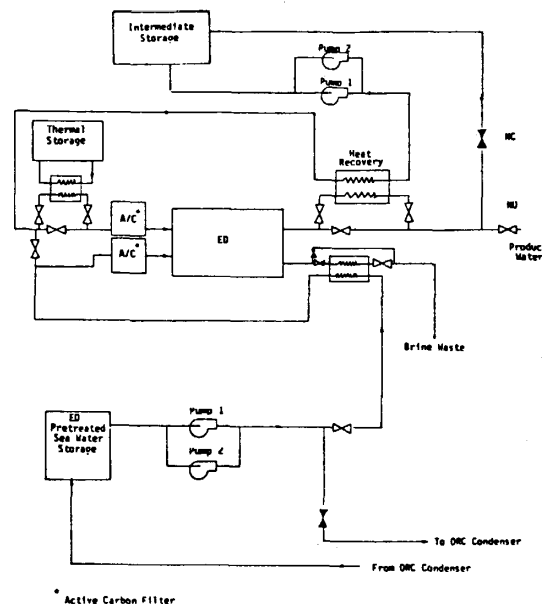 Intermediate
Storage
Pump 2
Pump 1
NC
Thermal
Storage
Heat
Recovery
A/C*
NO
ED
A/C*
Produc
Water
Brine Waste
ED
Pretreated
Sea Water
Storage
Pump 1
Pump 2
To ORC Condenser
From ORC Condenser
* Active Carbon Filter